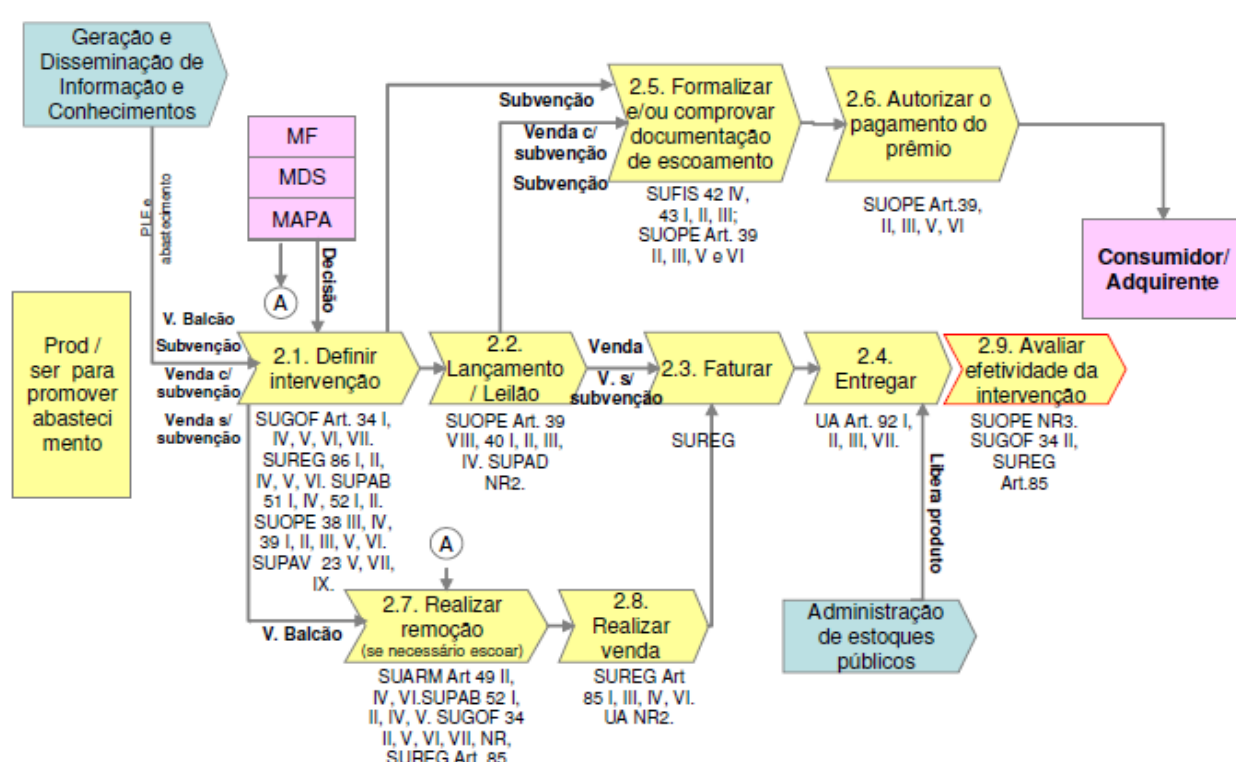 Geração e
Disseminação de
Informação e
Conhecimentos
MF
MDS
MAPA
A
Decisão
abastecimento
Subvenção
Venda c/
subvenção
Subvenção
2.5. Formalizar
e/ou comprovar
documentação
de escoamento
SUFIS 42 IV,
43 I, II, III;
SUOPE Art. 39
II, III, V e VI
2.6. Autorizar o
pagamento do
prêmio
SUOPE Art.39,
II, III, V, VI
Consumidor/
Adquirente
Prod /
ser para
promover
abasteci
mento
V. Balcão
Subvenção
Venda c/
subvenção
Venda s/
subvenção
2.1. Definir
intervenção
SUGOF Art. 34 I,
IV, V, VI, VII.
SUREG 86 I, II,
IV, V, VI. SUPAB
51 I, IV, 52 I, II.
SUOPE 38 III, IV,
39 I, II, III, V, VI.
SUPAV 23 V, VII,
IX.
2.2.
Lançamento
/ Leilão
SUOPE Art. 39
VIII, 40 I, II, III,
IV. SUPAD
NR2.
Venda
V. s/
subvenção
2.3. Faturar
SUREG
2.4.
Entregar
UA Art. 92 I,
II, III, VII.
2.9. Avaliar
efetividade da
intervenção
SUOPE NR3.
SUGOF 34 II,
SUREG
Art.85
Libera produto
A
V. Balcão
2.7. Realizar
remoção
(se necessário escoar)
SUARM Art 49 II,
IV, VI.SUPAB 52 I,
II, IV, V. SUGOF 34
II, V, VI, VII, NR,
SUREG Art. 85
2.8.
Realizar
venda
SUREG Art
85 I, III, IV, VI.
UA NR2.
Administração
de estoques
públicos